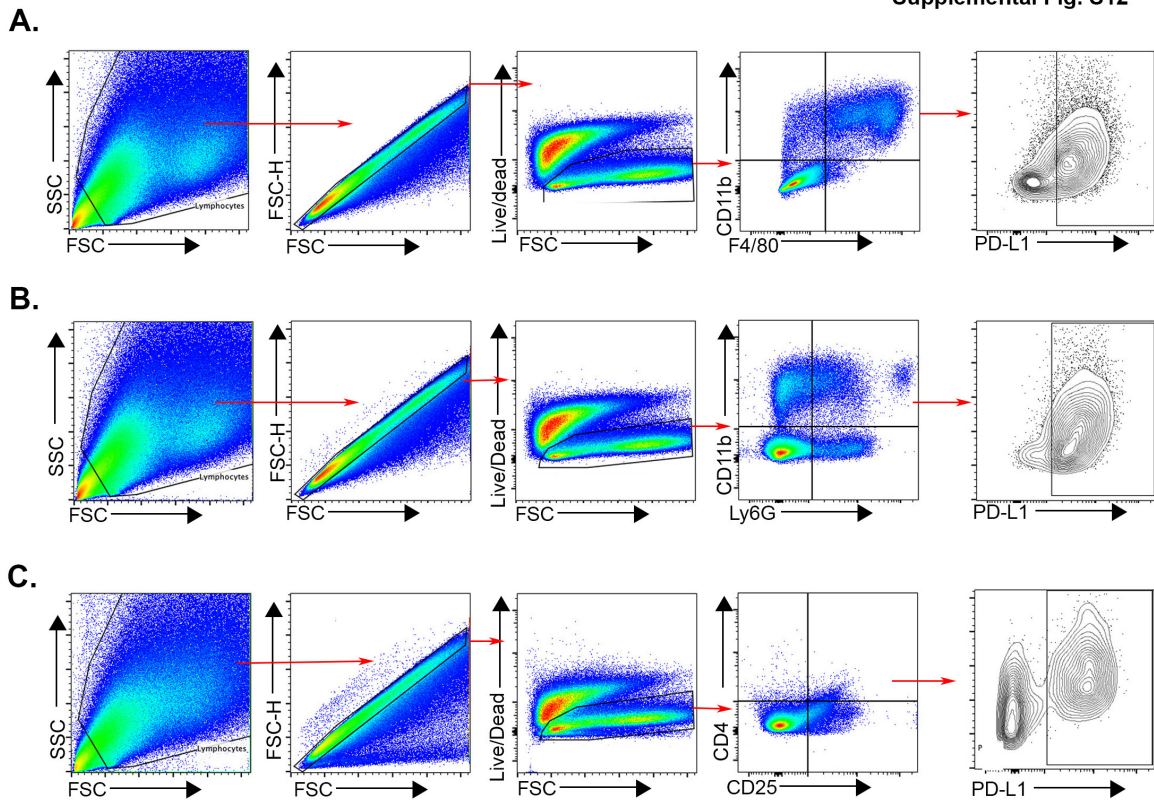 Supplemental Fig. S12
A.
SSC
FSC
Lymphocytes
FSC-H
FSC
Live/dead
FSC
CD11b
F4/80
PD-L1
B.
SSC
FSC
Lymphocytes
FSC-H
FSC
Live/Dead
FSC
CD11b
Ly6G
PD-L1
C.
SSC
FSC
Lymphocytes
FSC-H
FSC
Live/Dead
FSC
CD4
CD25
P
PD-L1